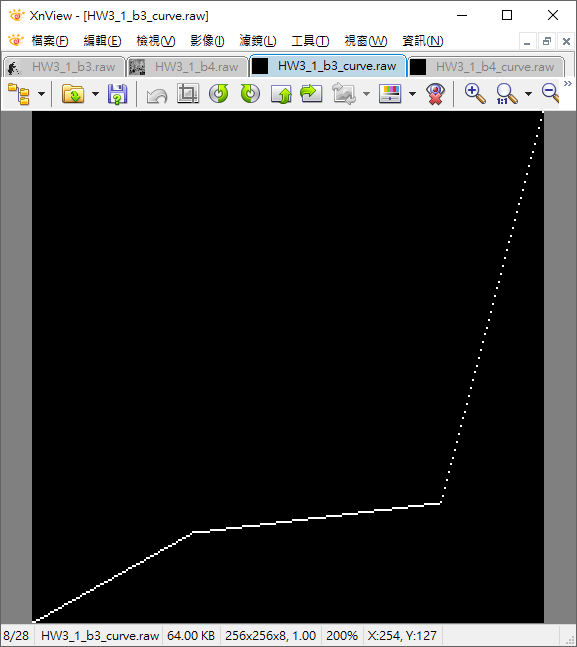 XnView - [HW3_1_b3_curve.raw]
檔案(F) 編輯(E) 檢視(V) 影像(I) 濾鏡(L) 工具(T) 視窗(W) 資訊(N)
HW3_1_b3.raw HW3_1_b4.raw HW3_1_b3_curve.raw HW3_1_b4_curve.raw
1:1
8/28 HW3_1_b3_curve.raw 64.00 KB 256x256x8, 1.00 200% X:254, Y:127